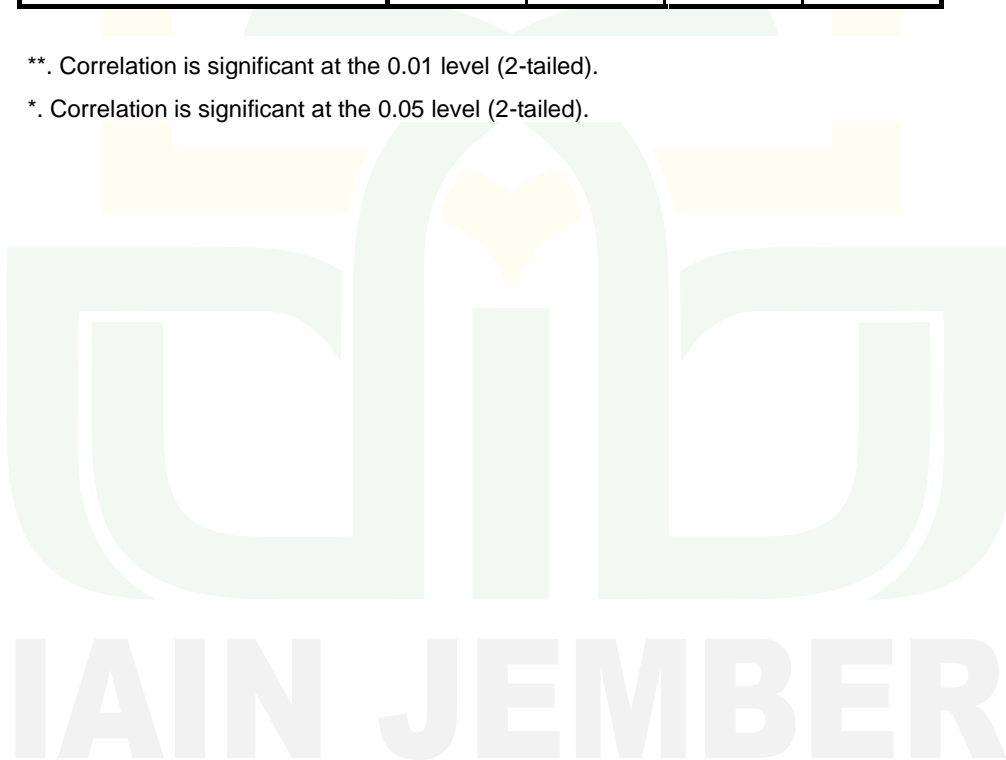 **. Correlation is significant at the 0.01 level (2-tailed).
*. Correlation is significant at the 0.05 level (2-tailed).
IAIN JEMBER